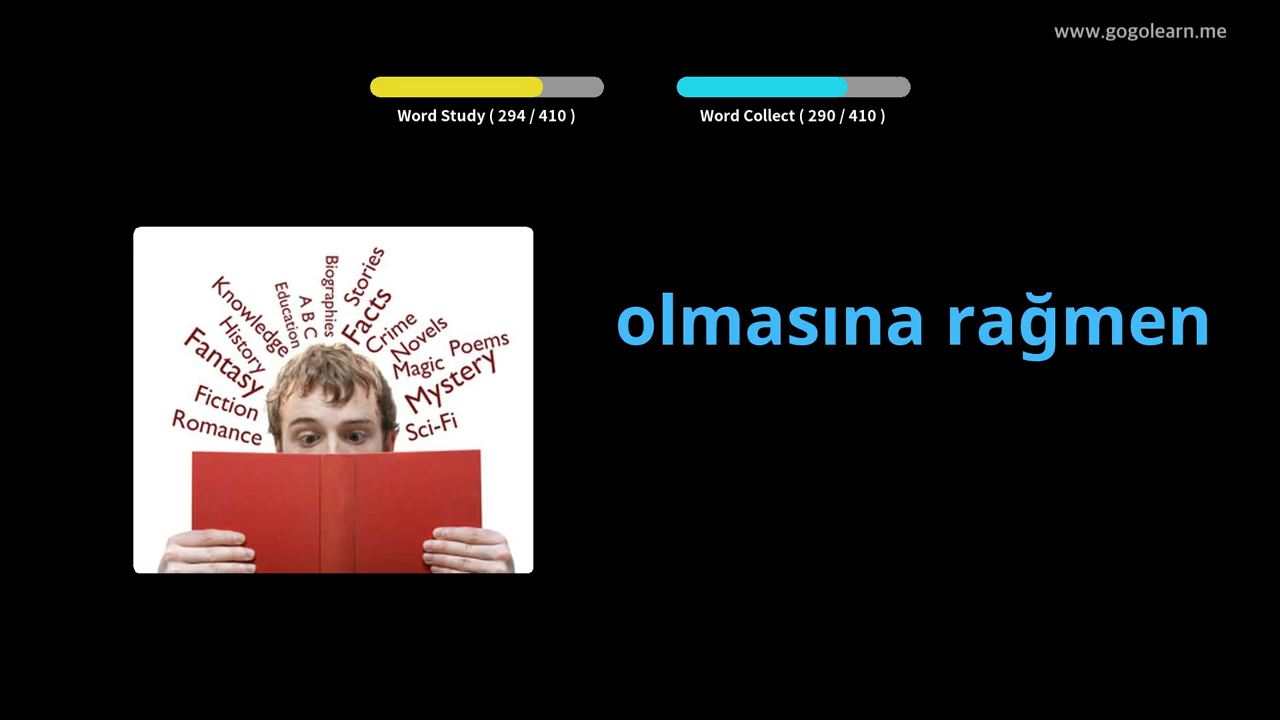 www.gogolearn.me
Word Study ( 294 / 410 )
Word Collect ( 290 / 410 )
olmasına rağmen
Knowledge
History
Fantasy
Fiction
Romance
Education
A B C
Biographies
Stories
Facts
Crime
Novels
Magic
Poems
Mystery
Sci-Fi